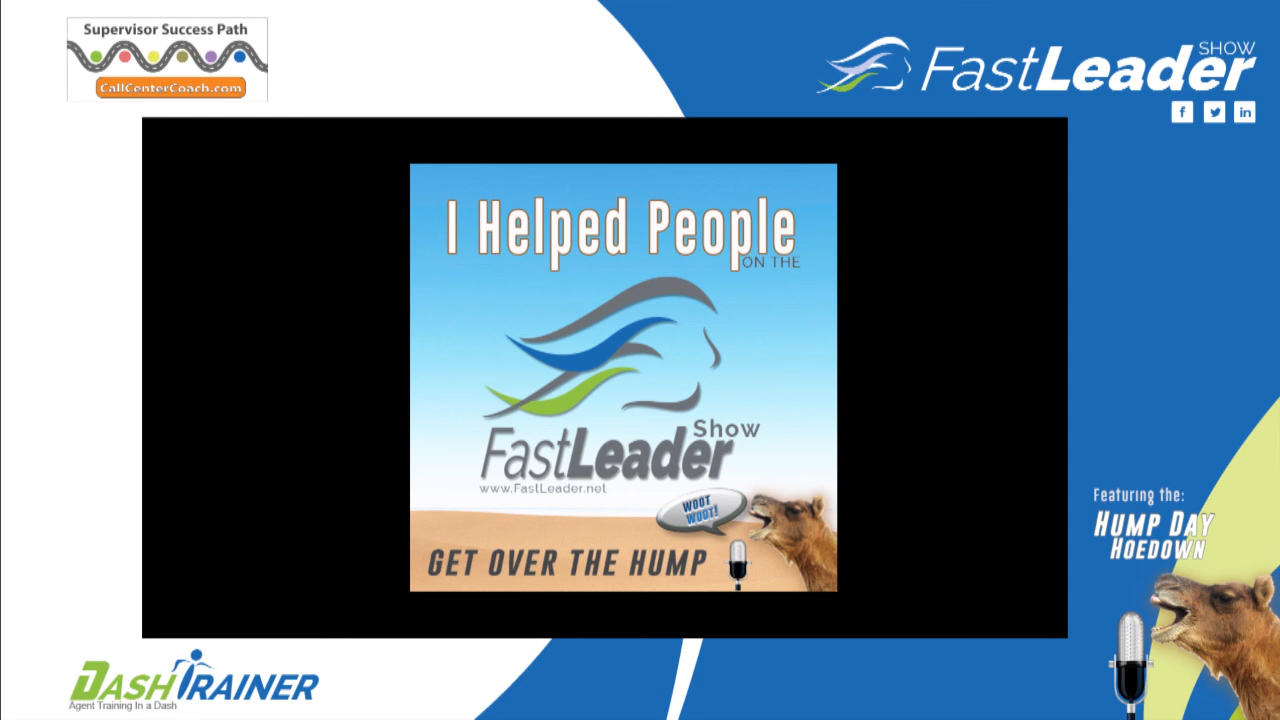 Supervisor Success Path
CallCenterCoach.com
FastLeader SHOW
f in
I Helped People
ON THE
FastLeader Show
www.FastLeader.net
WOOT
WOOT!
GET OVER THE HUMP
Featuring the:
HUMP DAY
HOEDOWN
DASHTRAINER
Agent Training In a Dash